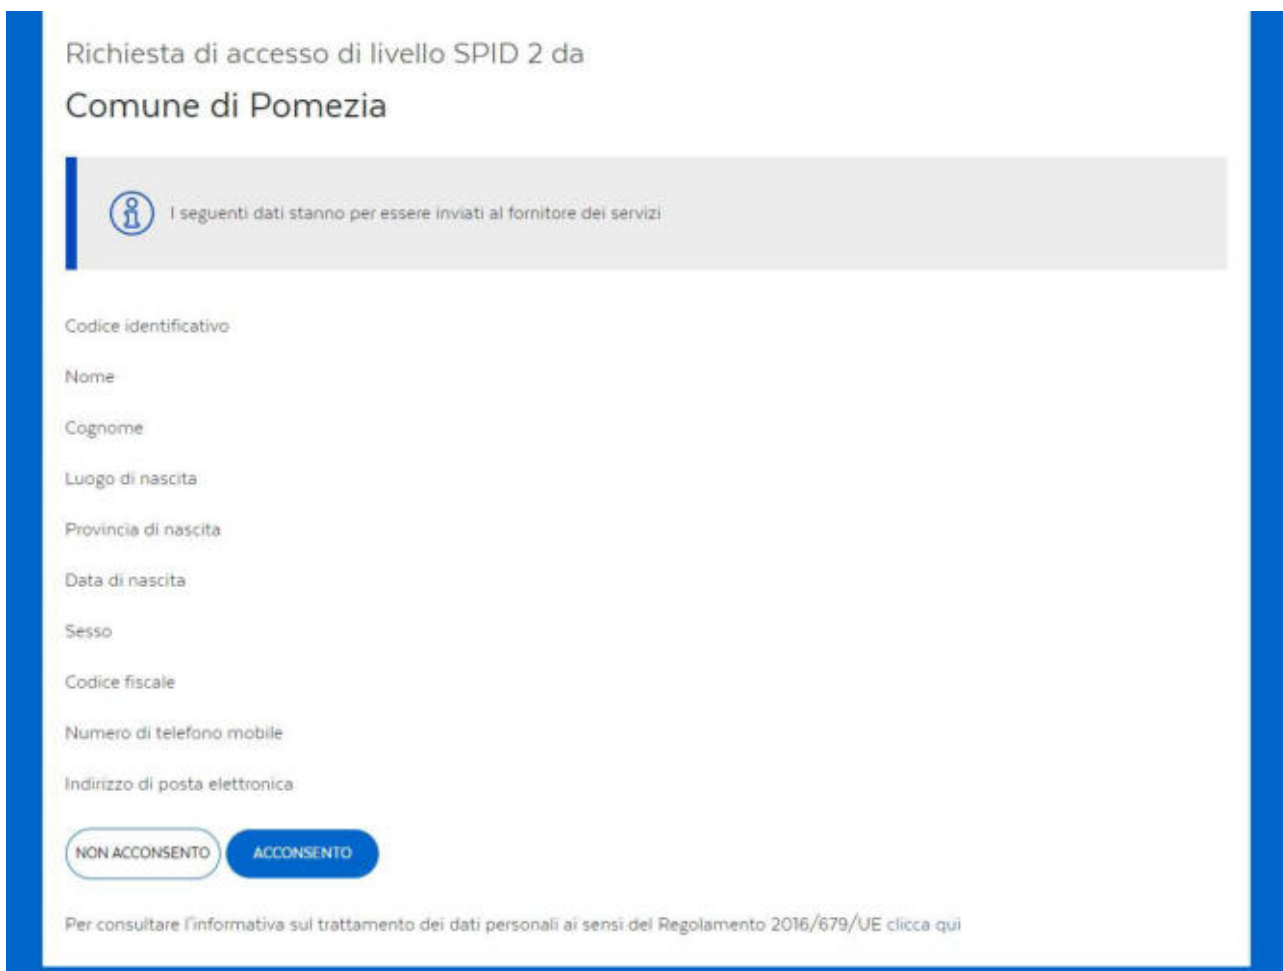 Richiesta di accesso di livello SPID 2 da
Comune di Pomezia
I seguenti dati stanno per essere inviati al fornitore dei servizi
Codice identificativo
Nome
Cognome
Luogo di nascita
Provincia di nascita
Data di nascita
Sesso
Codice fiscale
Numero di telefono mobile
Indirizzo di posta elettronica
NON ACCONSENTO ACCONSENTO
Per consultare l'informativa sul trattamento dei dati personali ai sensi del Regolamento 2016/679/UE clicca qui